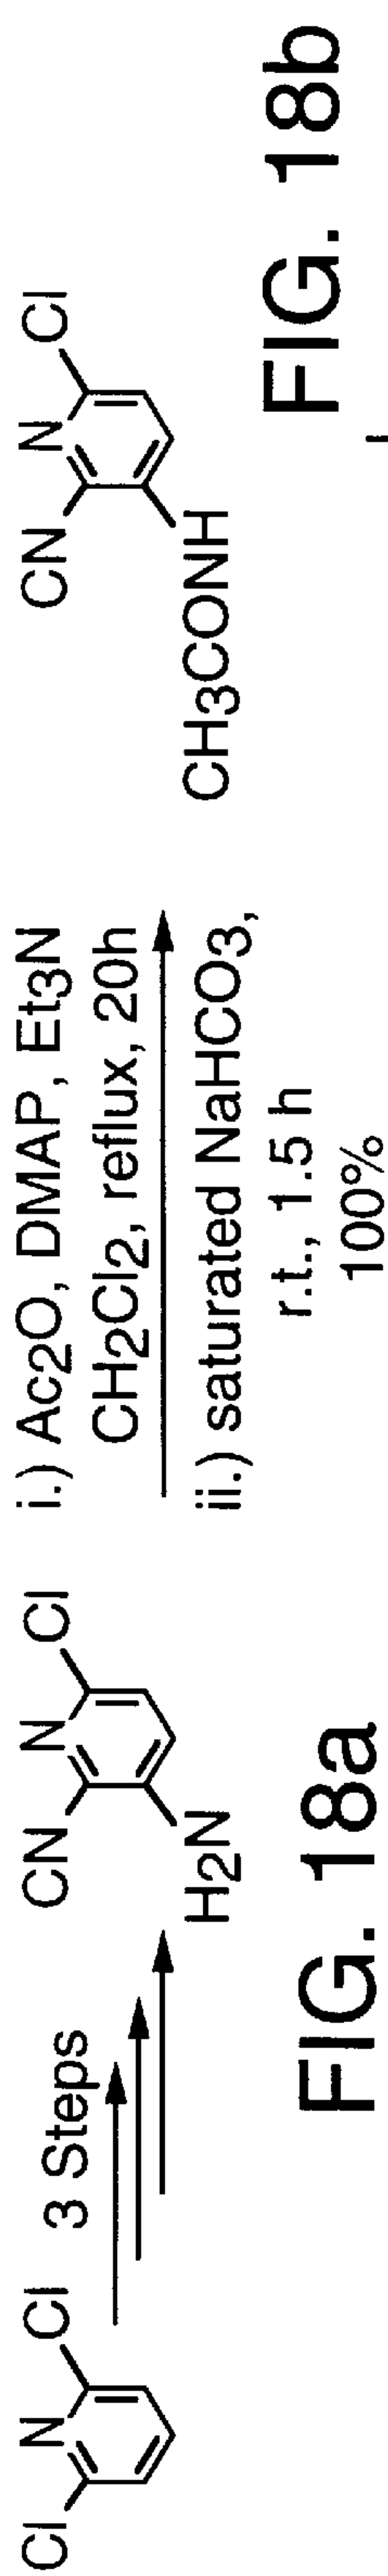 Cl N Cl
3 Steps
CN N Cl
H2N
FIG. 18a
i.) Ac2O, DMAP, Et3N
CH2Cl2, reflux, 20h
ii.) saturated NaHCO3,
r.t., 1.5 h
100%
CN N Cl
CH3CONH
FIG. 18b